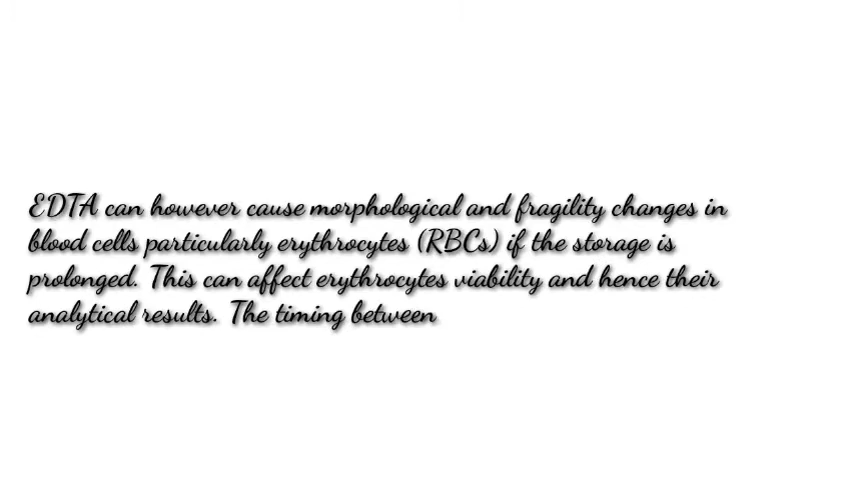 EDTA can however cause morphological and fragility changes in
blood cells particularly erythrocytes (RBCs) if the storage is
prolonged. This can affect erythrocytes viability and hence their
analytical results. The timing between